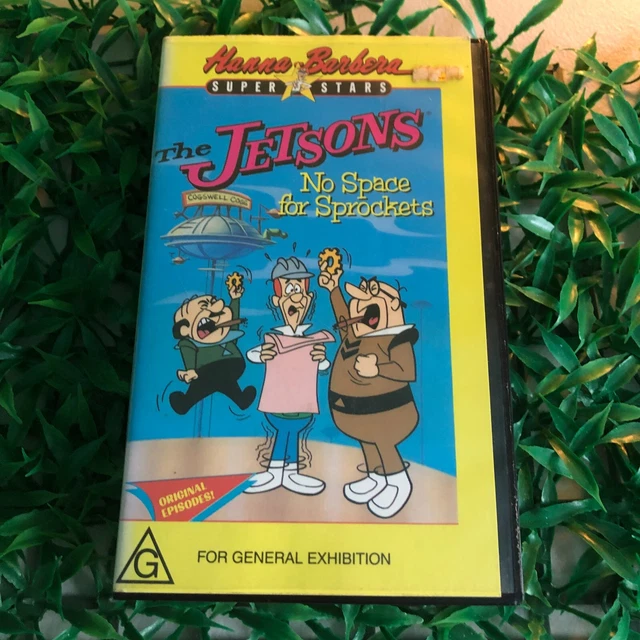 Hanna-Barbera
SUPER STARS
The JETSONS
No Space
for Sprockets
COGSWELL COGS
ORIGINAL
EPISODES!
G
FOR GENERAL EXHIBITION